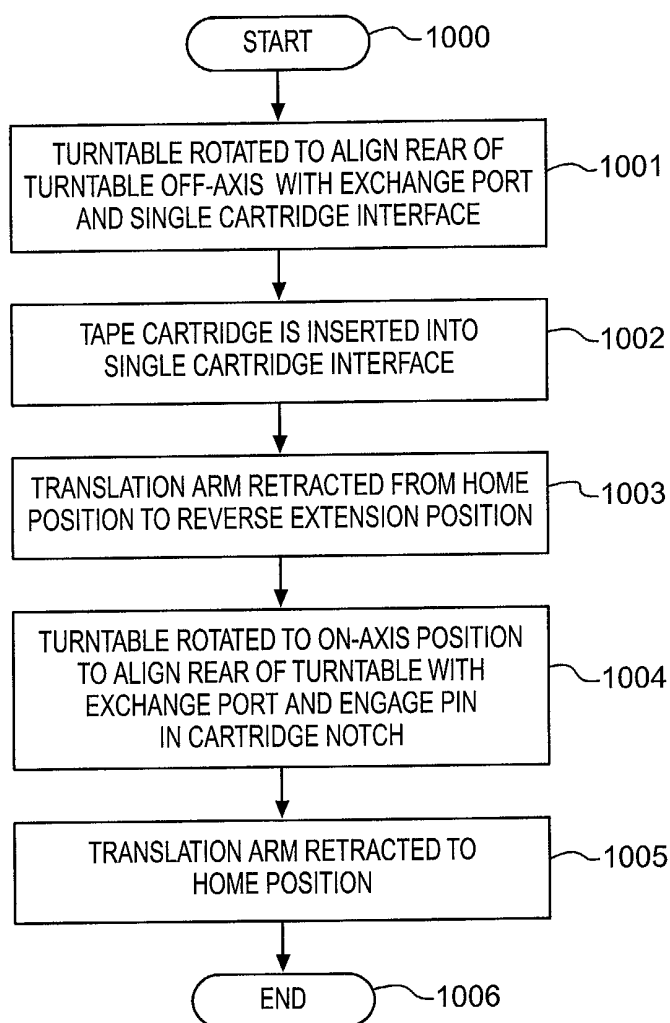 START
1000
TURNTABLE ROTATED TO ALIGN REAR OF
TURNTABLE OFF-AXIS WITH EXCHANGE PORT
AND SINGLE CARTRIDGE INTERFACE
1001
TAPE CARTRIDGE IS INSERTED INTO
SINGLE CARTRIDGE INTERFACE
1002
TRANSLATION ARM RETRACTED FROM HOME
POSITION TO REVERSE EXTENSION POSITION
1003
TURNTABLE ROTATED TO ON-AXIS POSITION
TO ALIGN REAR OF TURNTABLE WITH
EXCHANGE PORT AND ENGAGE PIN
IN CARTRIDGE NOTCH
1004
TRANSLATION ARM RETRACTED TO
HOME POSITION
1005
END
1006